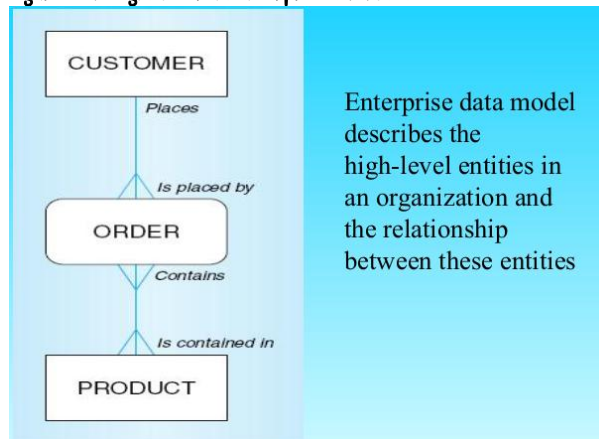 CUSTOMER
Places
Is placed by
ORDER
Contains
Is contained in
PRODUCT
Enterprise data model
describes the
high-level entities in
an organization and
the relationship
between these entities